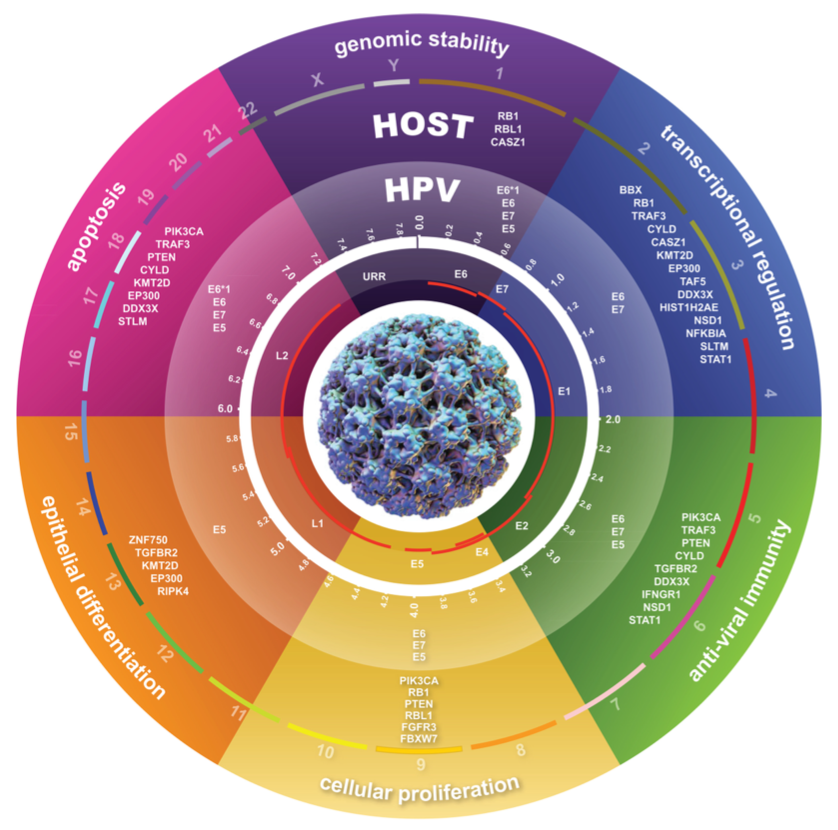 genomic stability
X
Y
1
22
HOST
RB1
RBL1
CASZ1
HPV
E6*1
E6
E7
E5
transcriptional regulation
2
3
4
BBX
RB1
TRAF3
CYLD
CASZ1
KMT2D
EP300
TAF5
DDX3X
HIST1H2AE
NSD1
NFKBIA
SLTM
STAT1
E6
E7
anti-viral immunity
5
6
7
PIK3CA
TRAF3
PTEN
CYLD
TGFBR2
DDX3X
IFNGR1
NSD1
STAT1
E6
E7
E5
E6
E7
E5
PIK3CA
RB1
PTEN
RBL1
FGFR3
FBXW7
8
9
10
cellular proliferation
epithelial differentiation
11
12
13
14
15
ZNF750
TGFBR2
KMT2D
EP300
RIPK4
E5
apoptosis
16
17
18
19
20
21
PIK3CA
TRAF3
PTEN
CYLD
KMT2D
EP300
DDX3X
STLM
E6*1
E6
E7
E5
0.0
0.2
0.4
0.6
0.8
1.0
1.2
1.4
1.6
1.8
2.0
2.2
2.4
2.6
2.8
3.0
3.2
3.4
3.6
3.8
4.0
4.2
4.4
4.6
4.8
5.0
5.2
5.4
5.6
5.8
6.0
6.2
6.4
6.6
6.8
7.0
7.2
7.4
7.6
7.8
URR
E6
E7
E1
E2
E4
E5
L1
L2